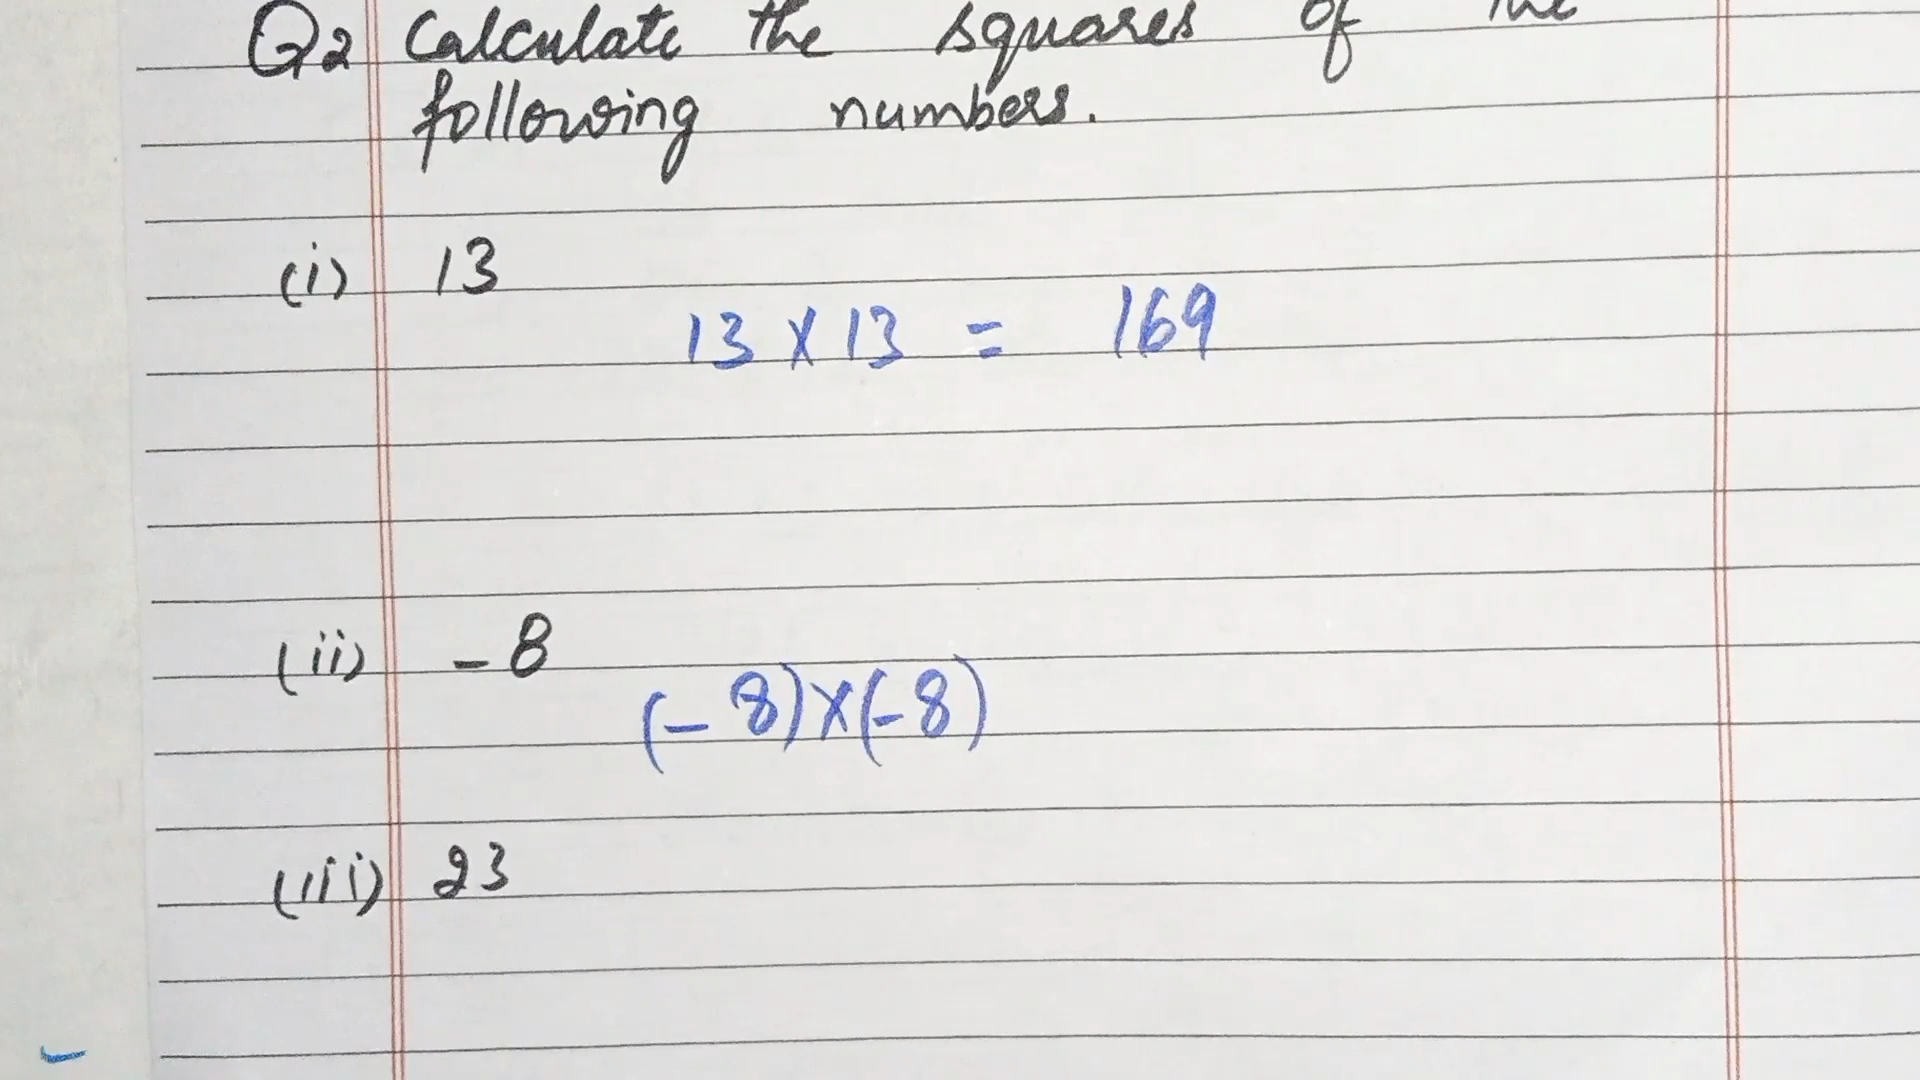 Q2 Calculate the squares of the
following numbers.
(i) 13
13 x 13 = 169
(ii) - 8
(- 8)x(- 8)
(iii) 23